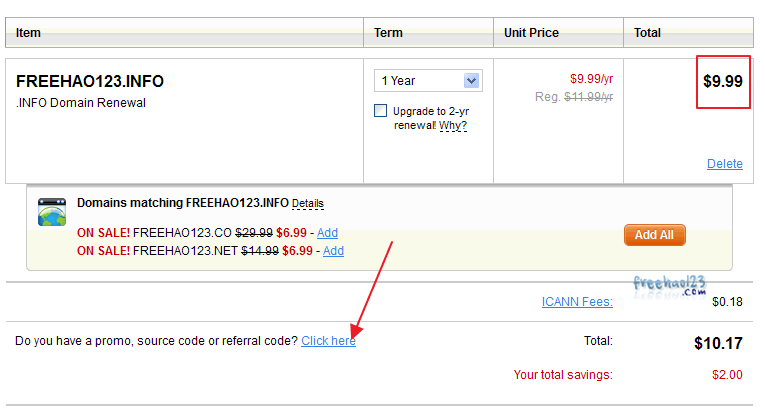 Item Term Unit Price Total
FREEHAO123.INFO 1 Year $9.99/yr $9.99
.INFO Domain Renewal Reg. $11.99/yr
Upgrade to 2-yr
renewal! Why?
Delete
Domains matching FREEHAO123.INFO Details
ON SALE! FREEHAO123.CO $29.99 $6.99 - Add
ON SALE! FREEHAO123.NET $14.99 $6.99 - Add
Add All
freehao123
.com
ICANN Fees: $0.18
Do you have a promo, source code or referral code? Click here Total: $10.17
Your total savings: $2.00